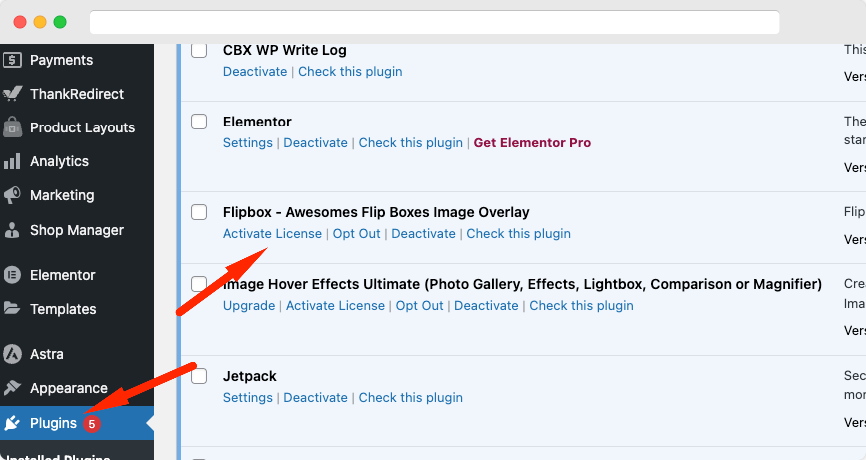 Payments
ThankRedirect
Product Layouts
Analytics
Marketing
Shop Manager
Elementor
Templates
Astra
Appearance
Plugins 5
Installed Plugins
CBX WP Write Log
Deactivate | Check this plugin
Elementor
Settings | Deactivate | Check this plugin | Get Elementor Pro
Flipbox - Awesomes Flip Boxes Image Overlay
Activate License | Opt Out | Deactivate | Check this plugin
Image Hover Effects Ultimate (Photo Gallery, Effects, Lightbox, Comparison or Magnifier)
Upgrade | Activate License | Opt Out | Deactivate | Check this plugin
Jetpack
Settings | Deactivate | Check this plugin
This
Vers
The
star
Vers
Flip
Vers
Crea
Ima
Vers
Sec
mor
Vers